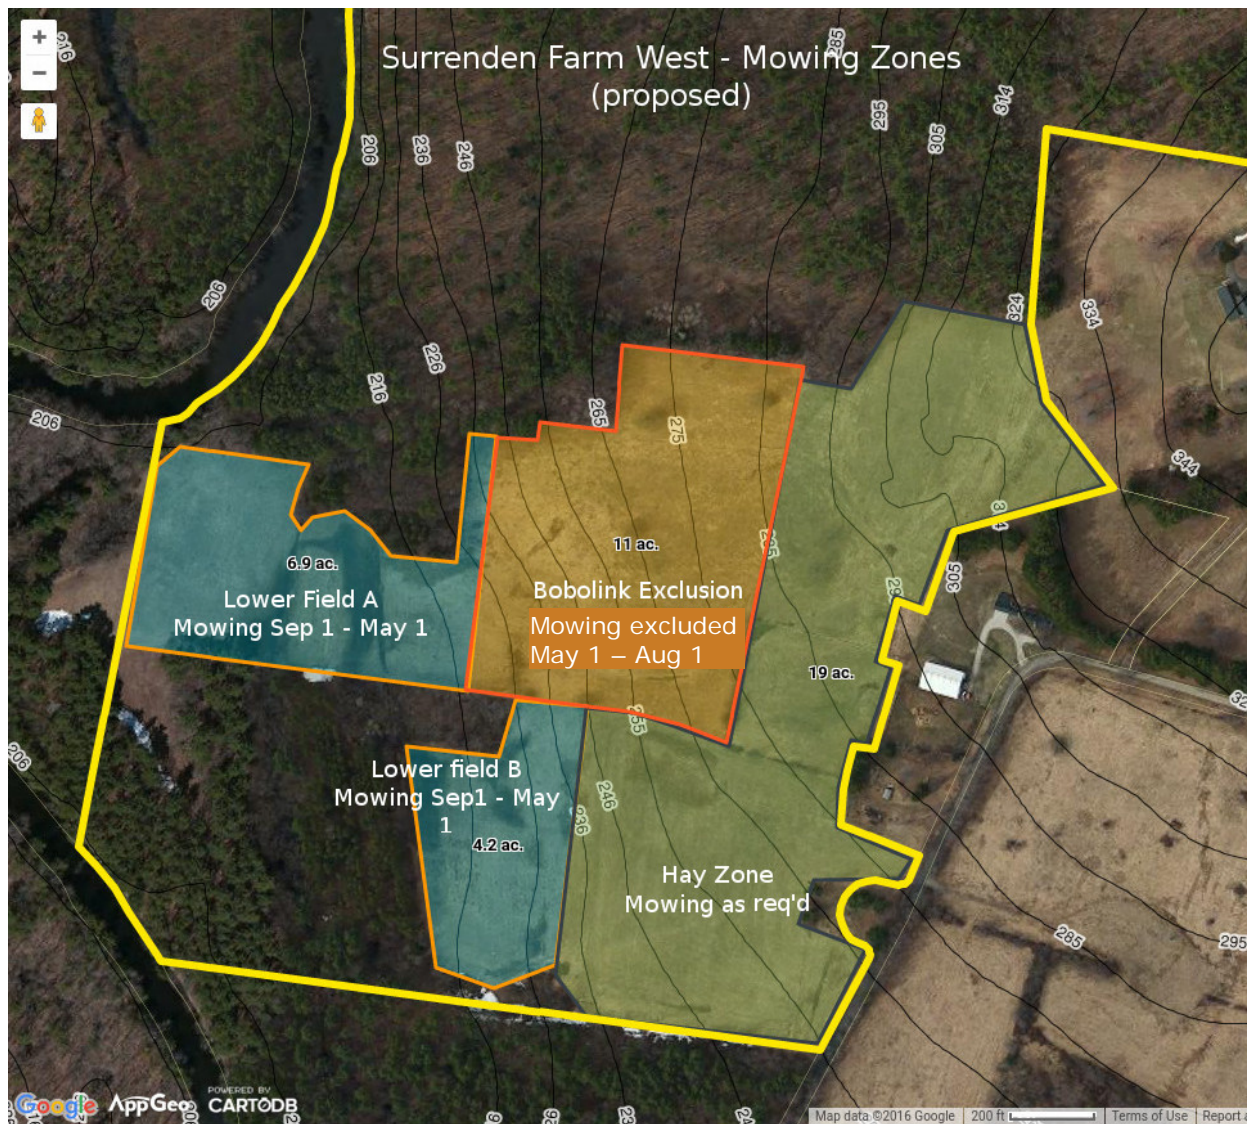 +
−
Surrenden Farm West - Mowing Zones
(proposed)
216
285
295
314
305
206
236
246
206
324
334
226
216
206
265
275
344
11 ac.
295
305
6.9 ac.
Lower Field A
Mowing Sep 1 - May 1
Bobolink Exclusion
Mowing excluded
May 1 – Aug 1
19 ac.
255
206
Lower field B
Mowing Sep1 - May
1
246
236
4.2 ac.
Hay Zone
Mowing as req'd
285
295
Google
AppGeo
POWERED BY
CARTODB
Map data ©2016 Google
200 ft
Terms of Use
Report a